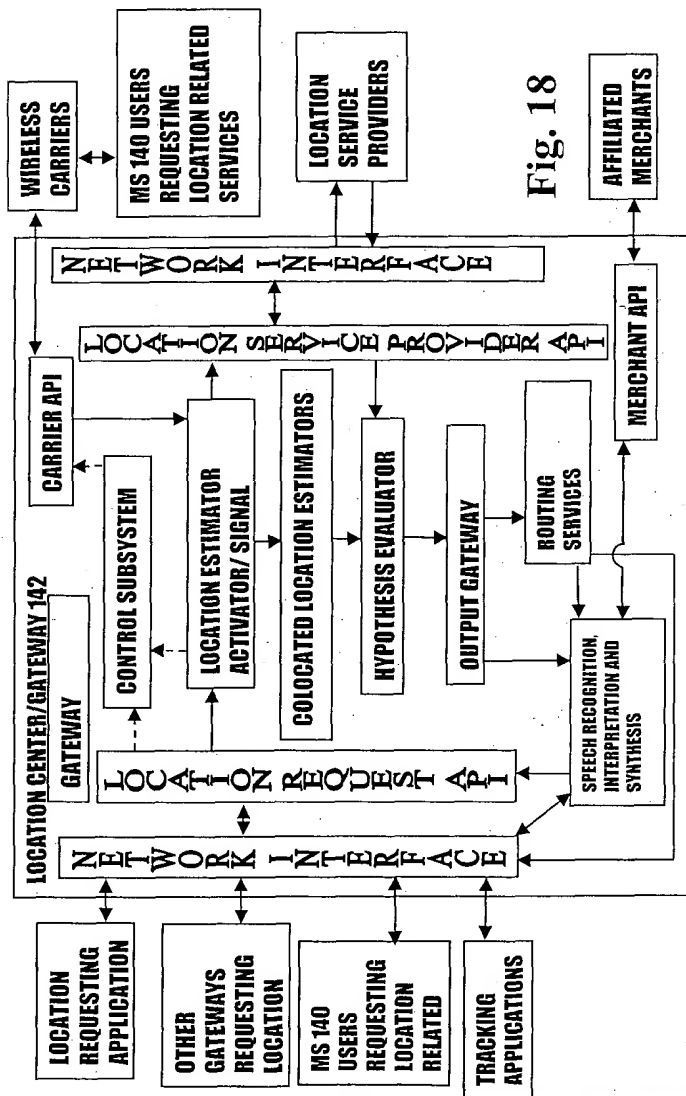 LOCATION
REQUESTING
APPLICATION
OTHER
GATEWAYS
REQUESTING
LOCATION
MS 140
USERS
REQUESTING
LOCATION
RELATED
TRACKING
APPLICATIONS
LOCATION CENTER/GATEWAY 142
GATEWAY
NETWORK INTERFACE
LOCATION REQUEST API
CONTROL SUBSYSTEM
CARRIER API
LOCATION ESTIMATOR
ACTIVATOR/ SIGNAL
COLOCATED LOCATION ESTIMATORS
HYPOTHESIS EVALUATOR
OUTPUT GATEWAY
ROUTING
SERVICES
SPEECH RECOGNITION,
INTERPRETATION AND
SYNTHESIS
LOCATION SERVICE PROVIDER API
NETWORK INTERFACE
MERCHANT API
WIRELESS
CARRIERS
MS 140 USERS
REQUESTING
LOCATION RELATED
SERVICES
LOCATION
SERVICE
PROVIDERS
Fig. 18
AFFILIATED
MERCHANTS